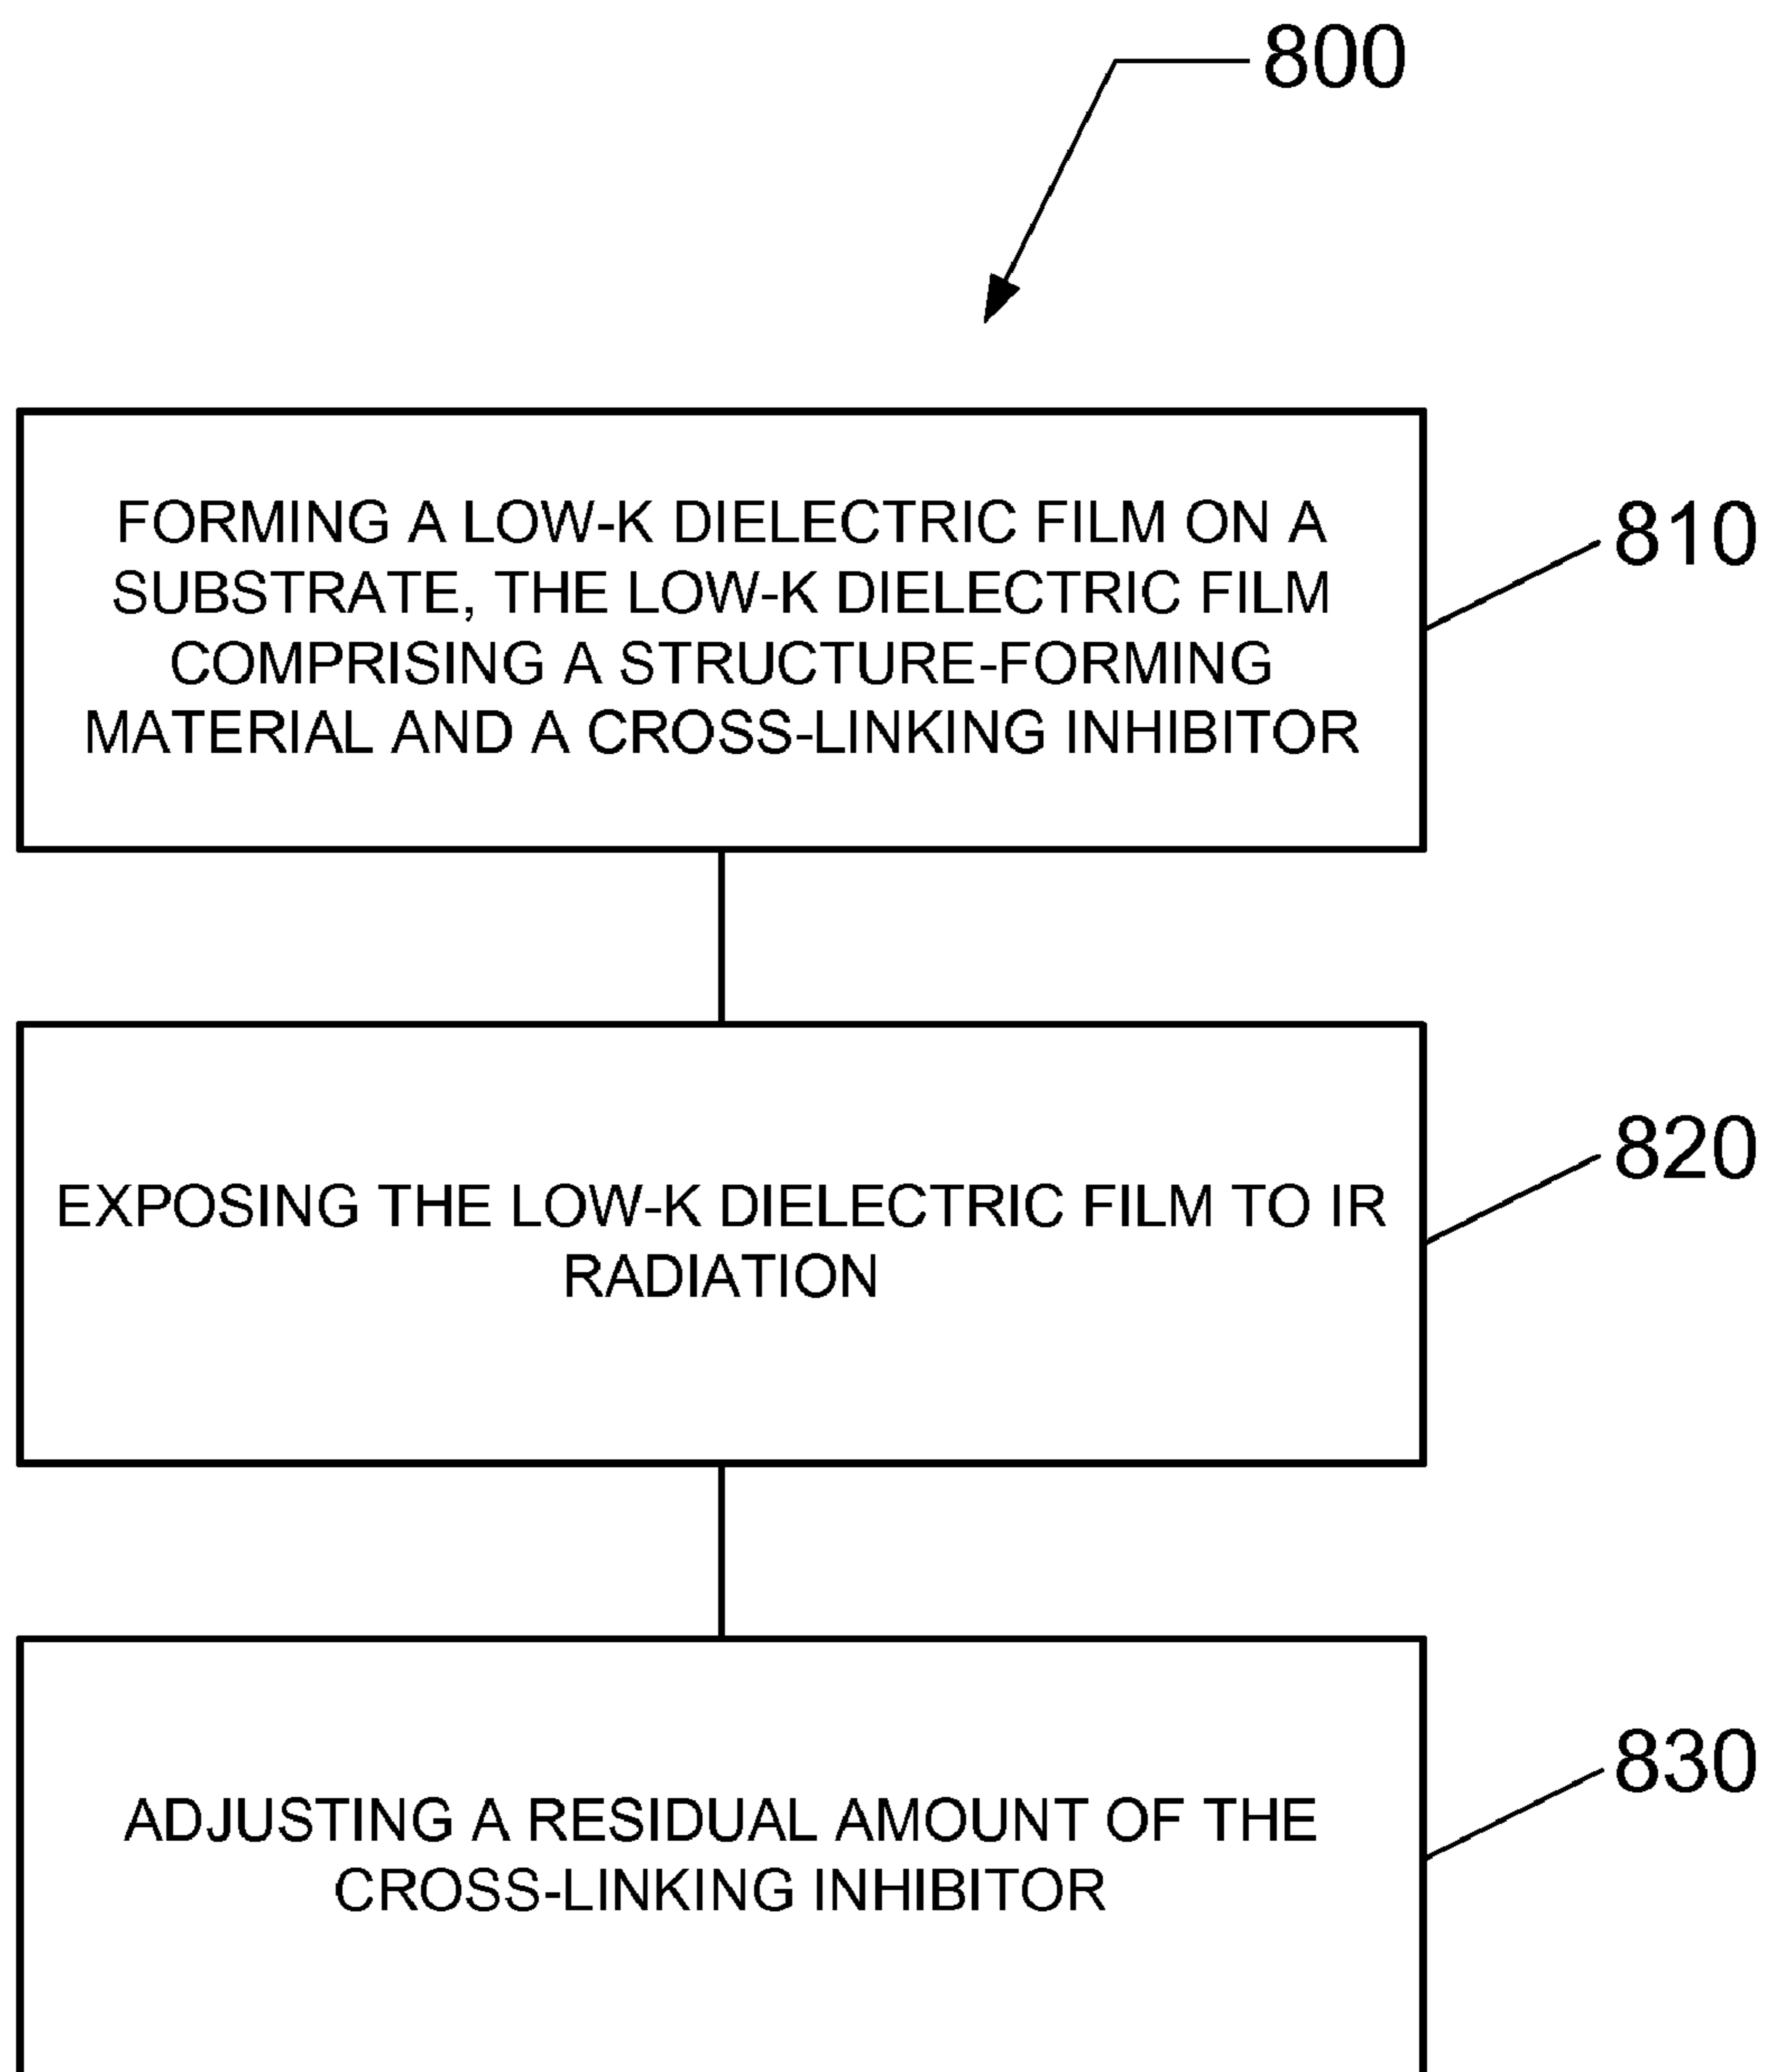 800
FORMING A LOW-K DIELECTRIC FILM ON A
SUBSTRATE, THE LOW-K DIELECTRIC FILM
COMPRISING A STRUCTURE-FORMING
MATERIAL AND A CROSS-LINKING INHIBITOR
810
EXPOSING THE LOW-K DIELECTRIC FILM TO IR
RADIATION
820
ADJUSTING A RESIDUAL AMOUNT OF THE
CROSS-LINKING INHIBITOR
830